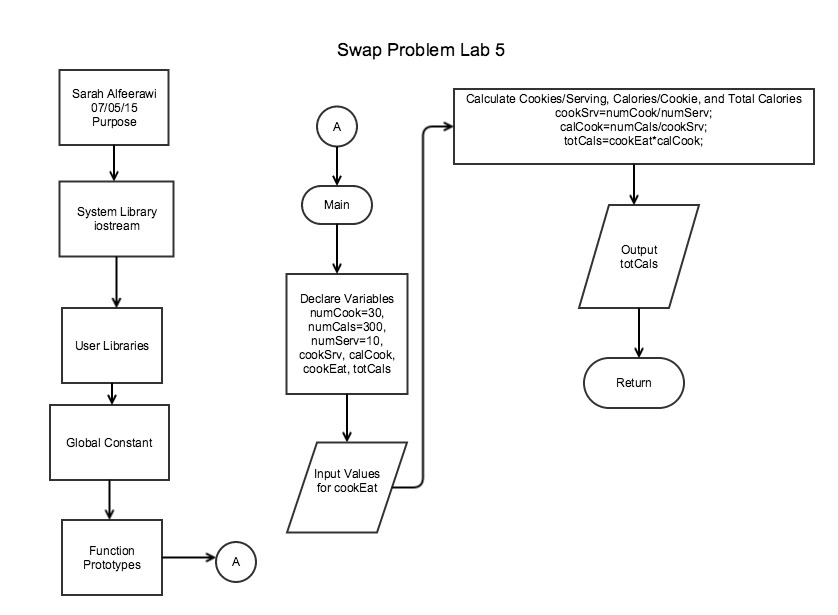 Swap Problem Lab 5
Sarah Alfeerawi
07/05/15
Purpose
System Library
iostream
User Libraries
Global Constant
Function
Prototypes
A
A
Main
Declare Variables
numCook=30,
numCals=300,
numServ=10,
cookSrv, calCook,
cookEat, totCals
Input Values
for cookEat
Calculate Cookies/Serving, Calories/Cookie, and Total Calories
cookSrv=numCook/numServ;
calCook=numCals/cookSrv;
totCals=cookEat*calCook;
Output
totCals
Return